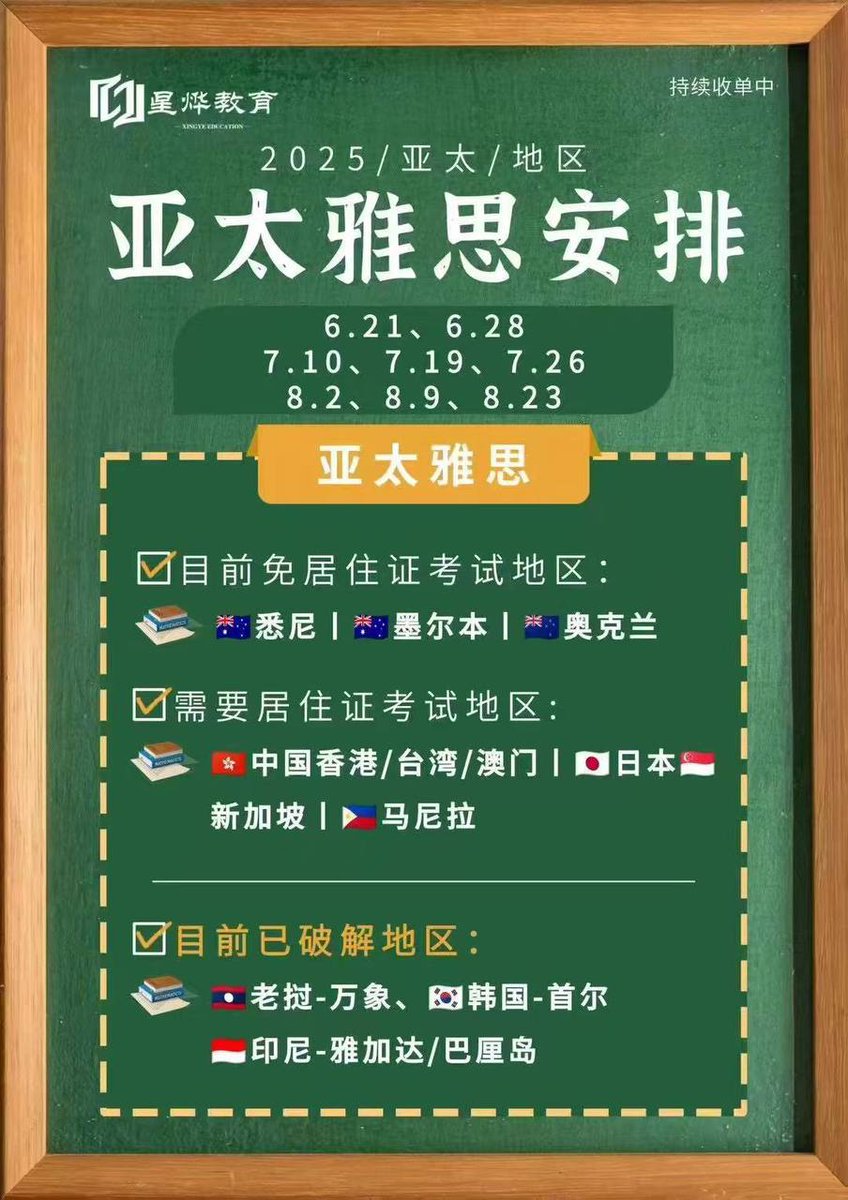 星烨教育
XINGYE EDUCATION
持续收单中
2025/亚太/地区
亚太雅思安排
6.21、6.28
7.10、7.19、7.26
8.2、8.9、8.23
亚太雅思
目前免居住证考试地区：
🇦🇺悉尼丨🇦🇺墨尔本丨🇳🇿奥克兰
需要居住证考试地区：
🇭🇰中国香港/台湾/澳门丨🇯🇵日本🇸🇬
新加坡丨🇵🇭马尼拉
目前已破解地区：
🇱🇦老挝-万象、🇰🇷韩国-首尔
🇮🇩印尼-雅加达/巴厘岛